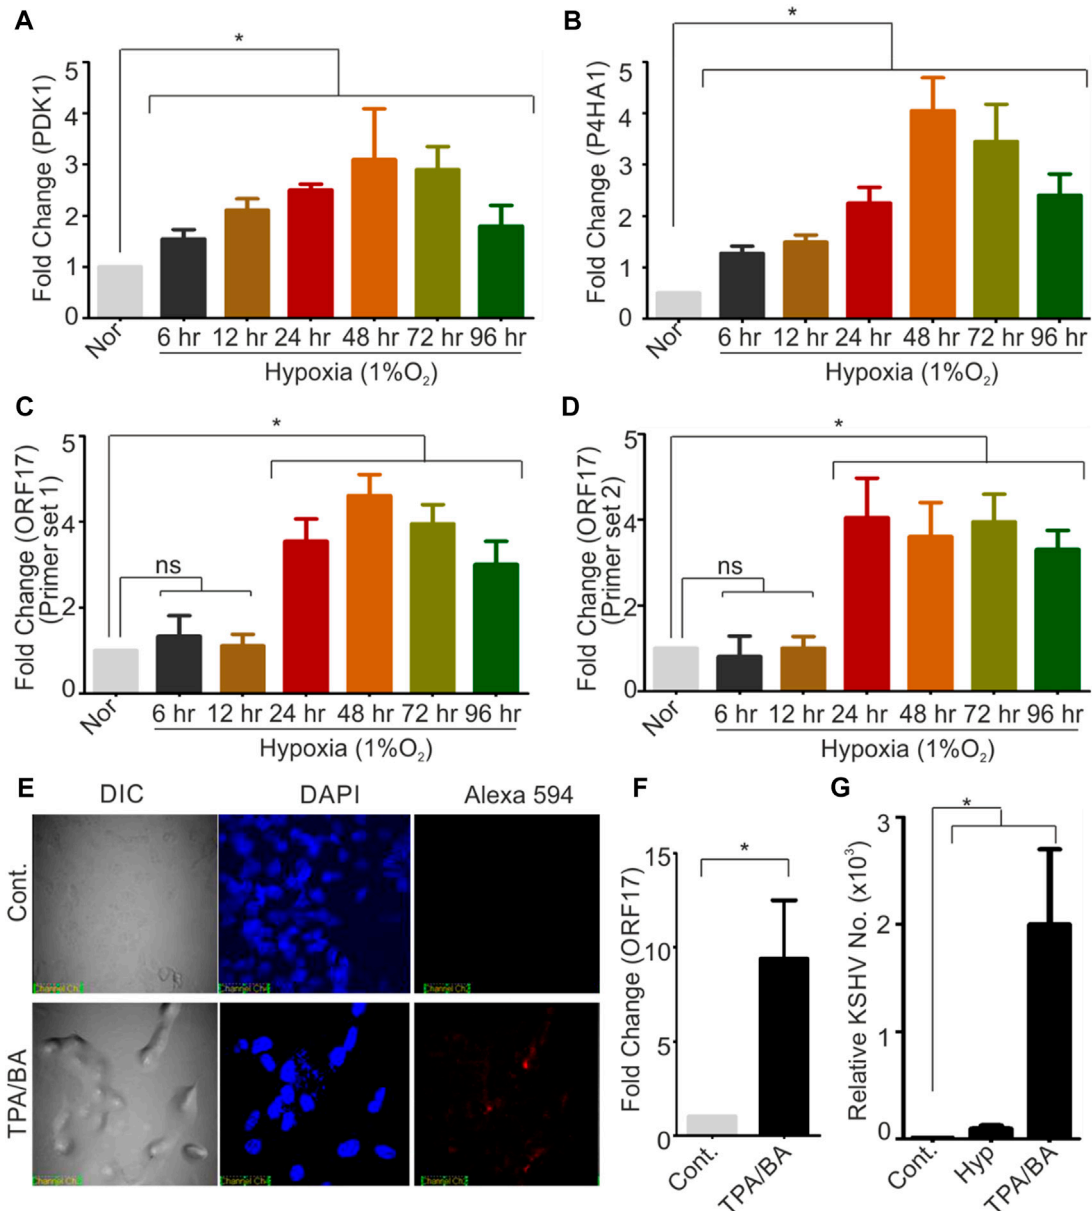 A
*
Fold Change (PDK1)
5
4
3
2
1
0
Nor
6 hr 12 hr 24 hr 48 hr 72 hr 96 hr
Hypoxia (1%O₂)
B
*
Fold Change (P4HA1)
5
4
3
2
1
0
Nor
6 hr 12 hr 24 hr 48 hr 72 hr 96 hr
Hypoxia (1%O₂)
C
*
Fold Change (ORF17)
(Primer set 1)
5
4
2
0
ns
Nor
6 hr 12 hr 24 hr 48 hr 72 hr 96 hr
Hypoxia (1%O₂)
D
*
Fold Change (ORF17)
(Primer set 2)
5
4
2
0
ns
Nor
6 hr 12 hr 24 hr 48 hr 72 hr 96 hr
Hypoxia (1%O₂)
E
DIC DAPI Alexa 594
Cont.
TPA/BA
F
*
Fold Change (ORF17)
15
10
5
0
Cont.
TPA/BA
G
*
Relative KSHV No. (x10³)
3
2
1
0
Cont.
Hyp
TPA/BA